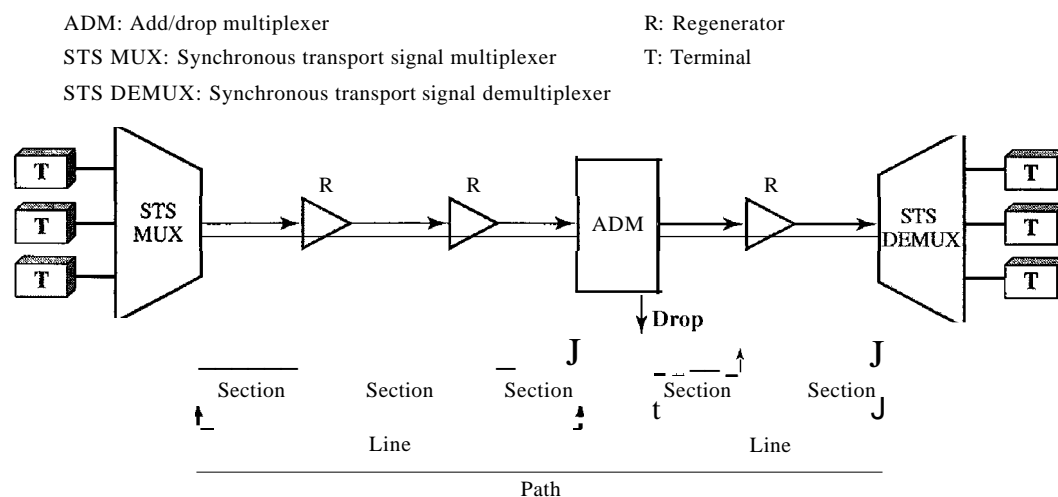 ADM: Add/drop multiplexer
R: Regenerator
STS MUX: Synchronous transport signal multiplexer
T: Terminal
STS DEMUX: Synchronous transport signal demultiplexer
T
T
T
STS
MUX
R
R
ADM
R
STS
DEMUX
T
T
T
Drop
J
J
Section
Section
Section
Section
Section
t
J
Line
Line
Path